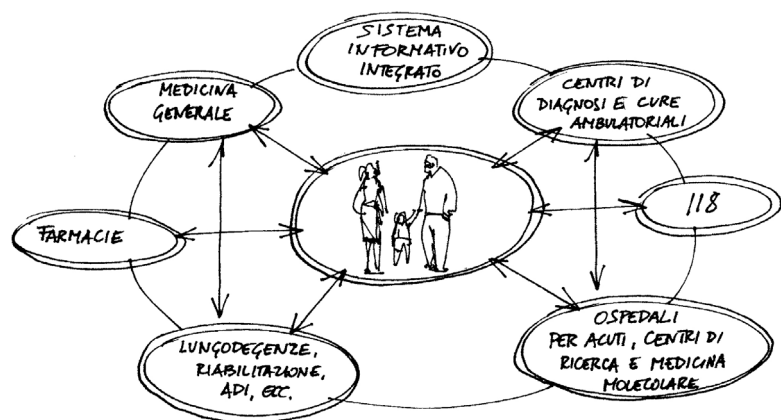 SISTEMA
INFORMATIVO
INTEGRATO
MEDICINA
GENERALE
CENTRI DI
DIAGNOSI E CURE
AMBULATORIALI
FARMACIE
118
LUNGODEGENZE,
RIABILITAZIONE,
ADI, ECC.
OSPEDALI
PER ACUTI, CENTRI DI
RICERCA E MEDICINA
MOLECOLARE